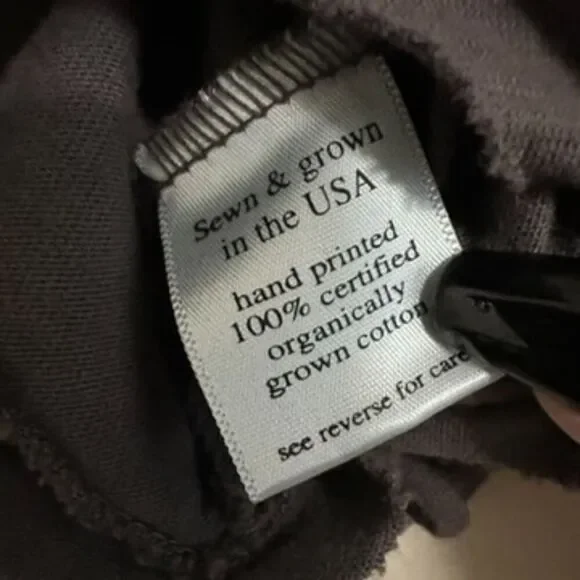 Sewn & grown
in the USA
hand printed
100% certified
organically
grown cotton
see reverse for care